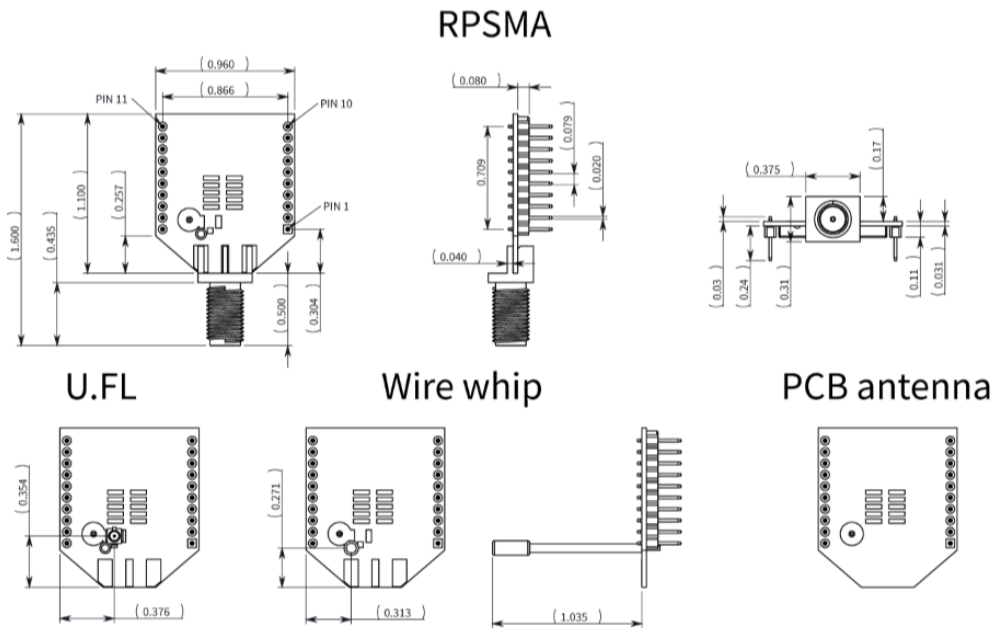 RPSMA
( 0.960 )
( 0.866 )
PIN 11
PIN 10
PIN 1
( 1.600 )
( 0.435 )
( 1.100 )
( 0.257 )
( 0.500 )
( 0.304 )
( 0.080 )
0.709
( 0.079 )
( 0.020 )
( 0.040 )
( 0.375 )
( 0.17 )
( 0.03 )
( 0.24 )
( 0.31 )
( 0.11 )
( 0.031 )
U.FL
Wire whip
PCB antenna
( 0.354 )
( 0.376 )
( 0.271 )
( 0.313 )
( 1.035 )